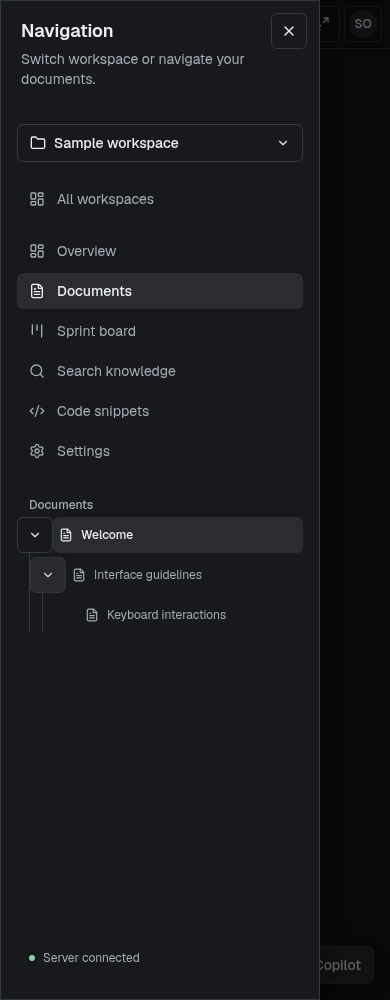 Navigation
SO
Switch workspace or navigate your
documents.
Sample workspace
All workspaces
Overview
Documents
Sprint board
Search knowledge
Code snippets
Settings
Documents
Welcome
Interface guidelines
Keyboard interactions
Server connected
Copilot